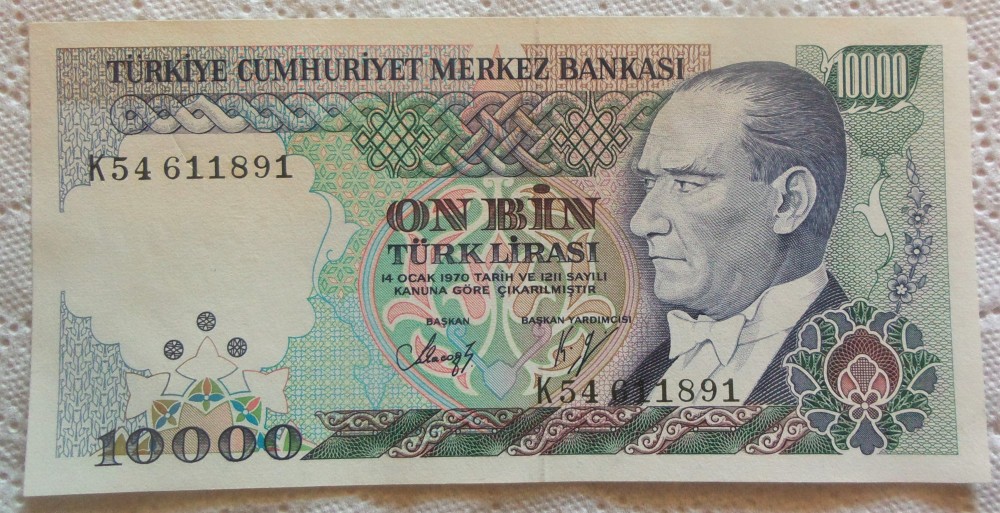 TÜRKİYE CUMHURİYET MERKEZ BANKASI
10000
K54 611891
ON BİN
TÜRK LİRASI
14 OCAK 1970 TARİH VE 1211 SAYILI
KANUNA GÖRE ÇIKARILMIŞTIR
BAŞKAN BAŞKAN YARDIMCISI
K54 611891
10000